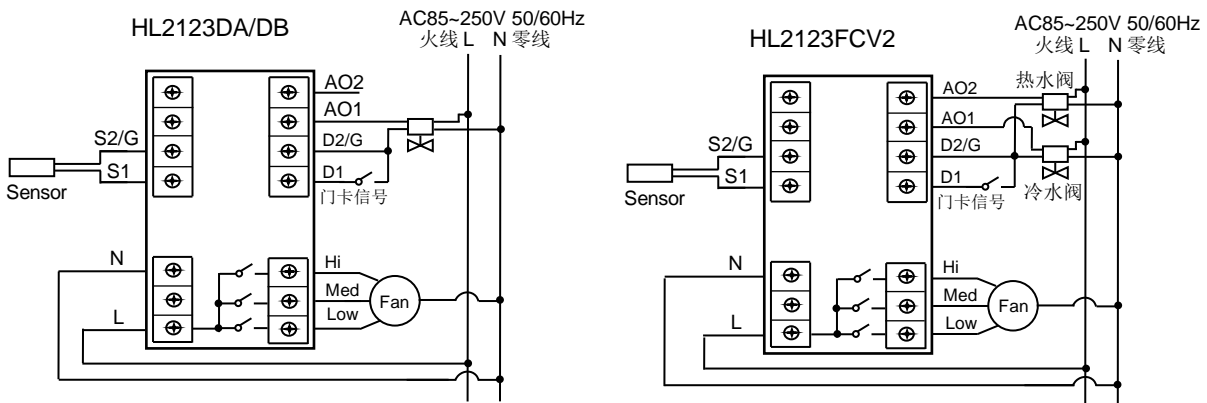 HL2123DA/DB
AC85~250V 50/60Hz
火线 L N 零线
AO2
AO1
S2/G
D2/G
S1
D1
Sensor
门卡信号
N
Hi
Med
Fan
L
Low
HL2123FCV2
AC85~250V 50/60Hz
火线 L N 零线
热水阀
AO2
AO1
S2/G
D2/G
S1
D1
Sensor
门卡信号
冷水阀
N
Hi
Med
Fan
L
Low